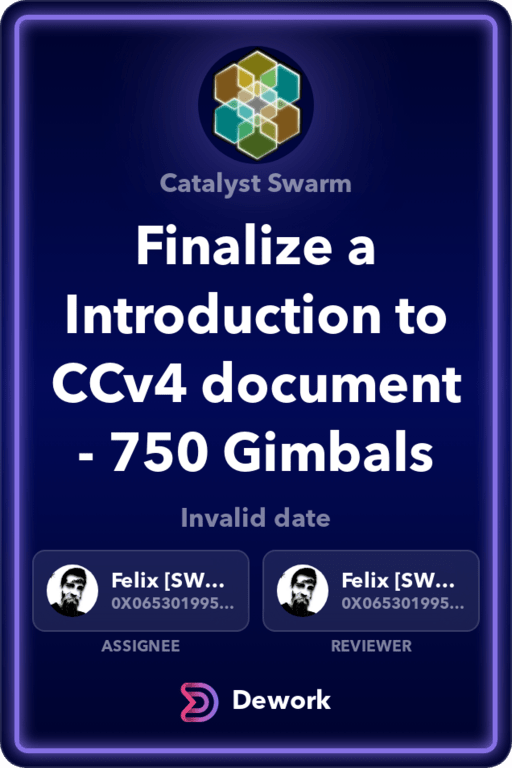 Catalyst Swarm
Finalize a
Introduction to
CCv4 document
- 750 Gimbals
Invalid date
Felix [SW... Felix [SW...
0X065301995... 0X065301995...
ASSIGNEE REVIEWER
Dework